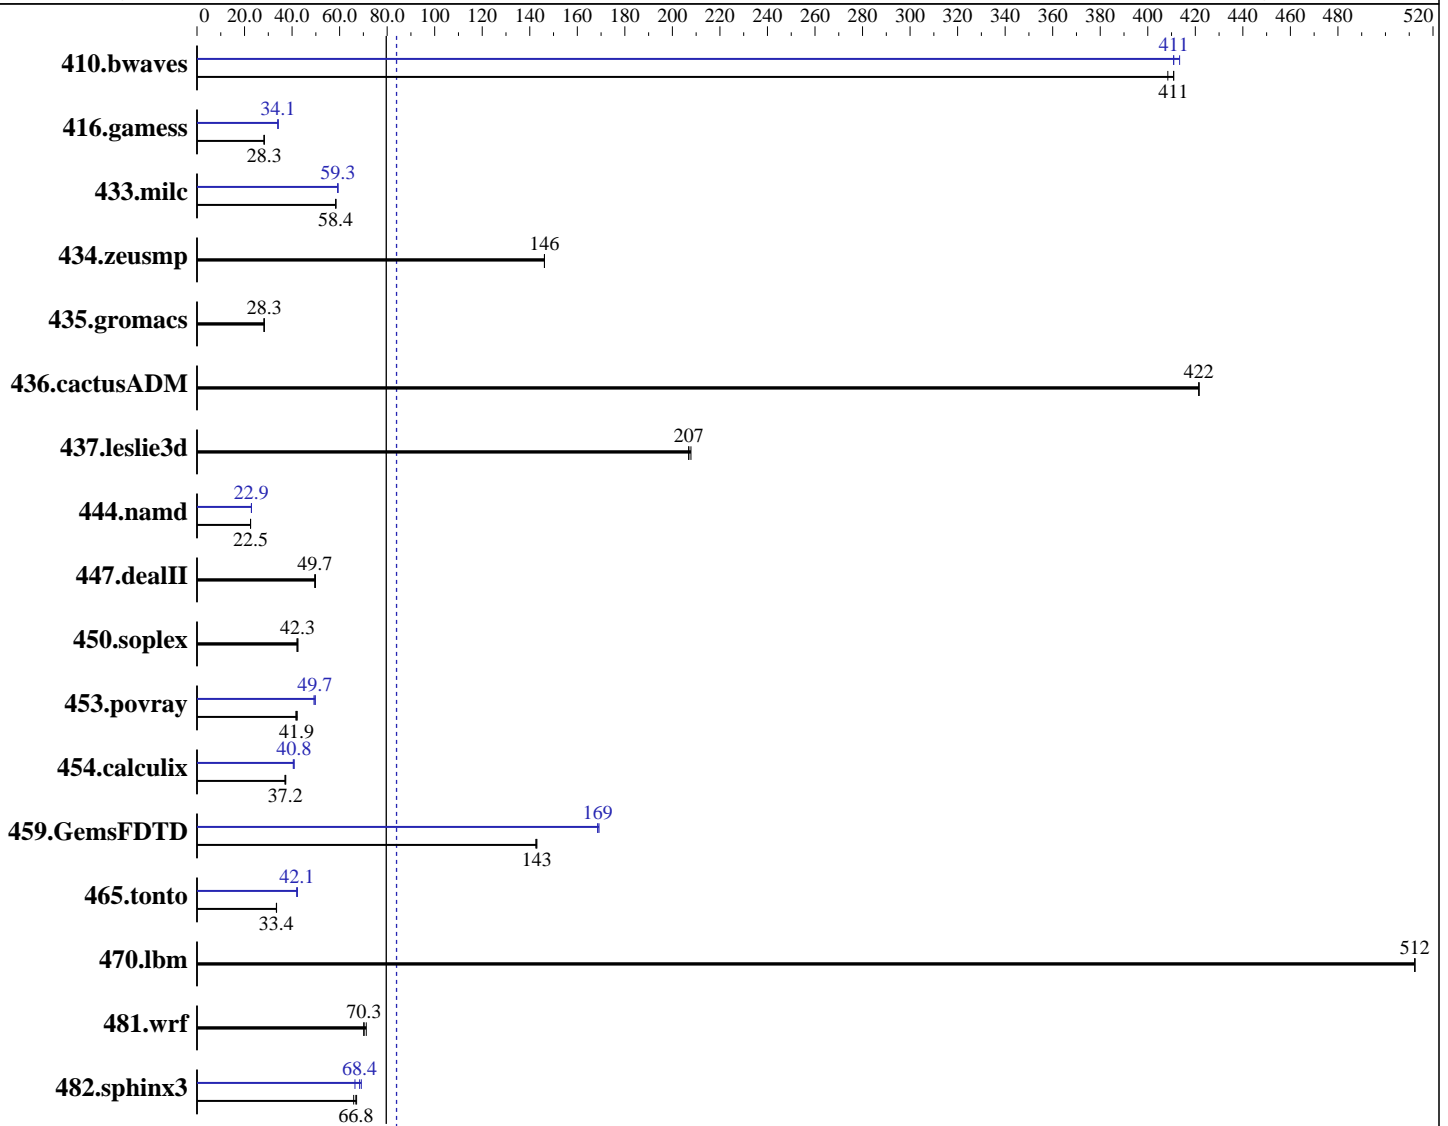 0 20.0 40.0 60.0 80.0 100 120 140 160 180 200 220 240 260 280 300 320 340 360 380 400 420 440 460 480 520
410.bwaves 411
411
416.gamess 34.1
28.3
433.milc 59.3
58.4
434.zeusmp 146
435.gromacs 28.3
436.cactusADM 422
437.leslie3d 207
444.namd 22.9
22.5
447.dealII 49.7
450.soplex 42.3
453.povray 49.7
41.9
454.calculix 40.8
37.2
459.GemsFDTD 169
143
465.tonto 42.1
33.4
470.lbm 512
481.wrf 70.3
482.sphinx3 68.4
66.8